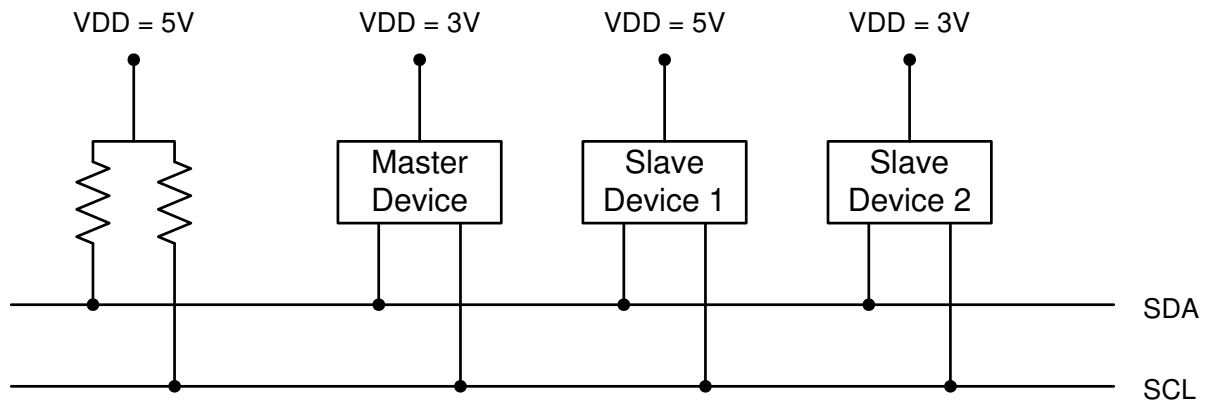 VDD = 5V
VDD = 3V
VDD = 5V
VDD = 3V
Master
Device
Slave
Device 1
Slave
Device 2
SDA
SCL